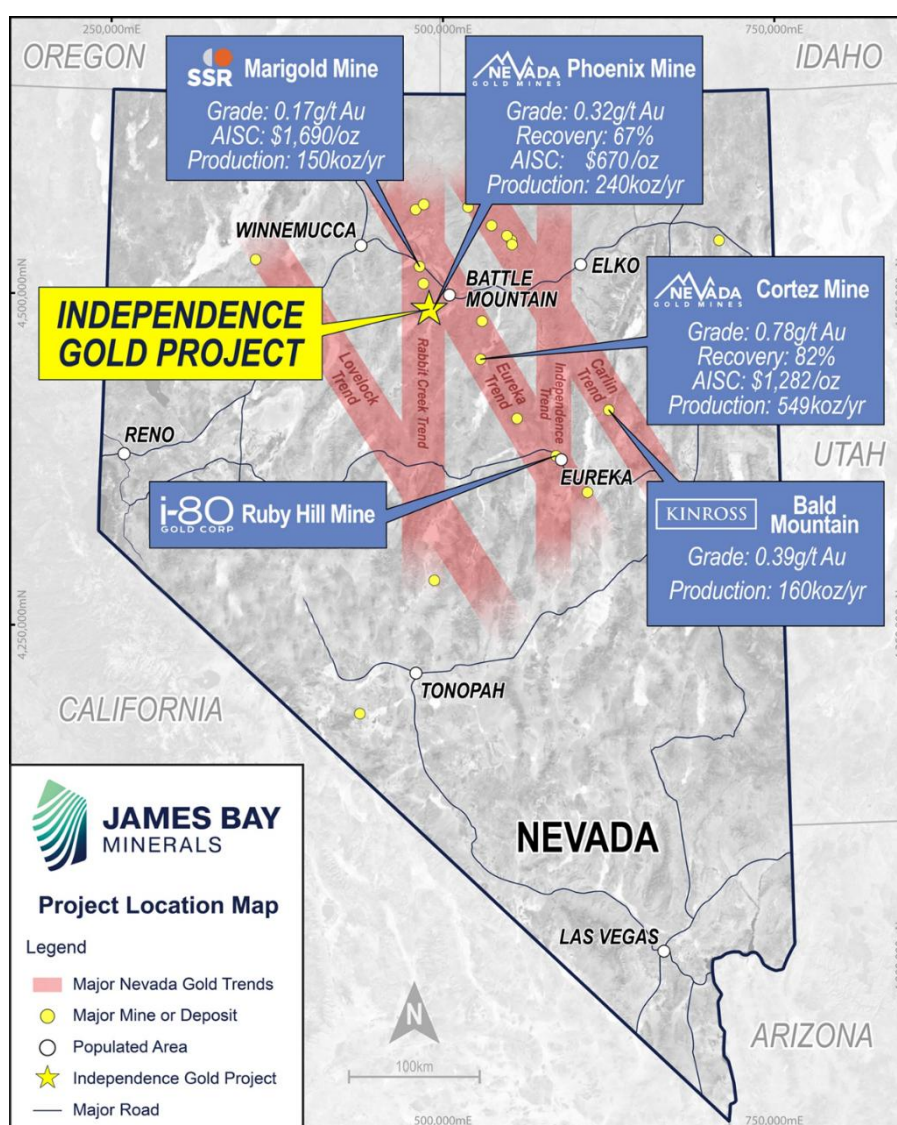 250,000mE
500,000mE
750,000mE
OREGON
IDAHO
SSR
Marigold Mine
Grade: 0.17g/t Au
AISC: $1,690/oz
Production: 150koz/yr
NEVADA
GOLD MINES
Phoenix Mine
Grade: 0.32g/t Au
Recovery: 67%
AISC: $670/oz
Production: 240koz/yr
WINNEMUCCA
ELKO
BATTLE
MOUNTAIN
4,500,000mN
INDEPENDENCE
GOLD PROJECT
NEVADA
GOLD MINES
Cortez Mine
Grade: 0.78g/t Au
Recovery: 82%
AISC: $1,282/oz
Production: 549koz/yr
Lovelock
Trend
Rabbit Creek Trend
Eureka
Trend
Independence
Trend
Carlin
Trend
RENO
UTAH
EUREKA
i-80
GOLD CORP
Ruby Hill Mine
KINROSS
Bald
Mountain
Grade: 0.39g/t Au
Production: 160koz/yr
4,250,000mN
TONOPAH
CALIFORNIA
JAMES BAY
MINERALS
NEVADA
Project Location Map
LAS VEGAS
Legend
Major Nevada Gold Trends
Major Mine or Deposit
Populated Area
Independence Gold Project
Major Road
N
100km
ARIZONA
500,000mE
750,000mE